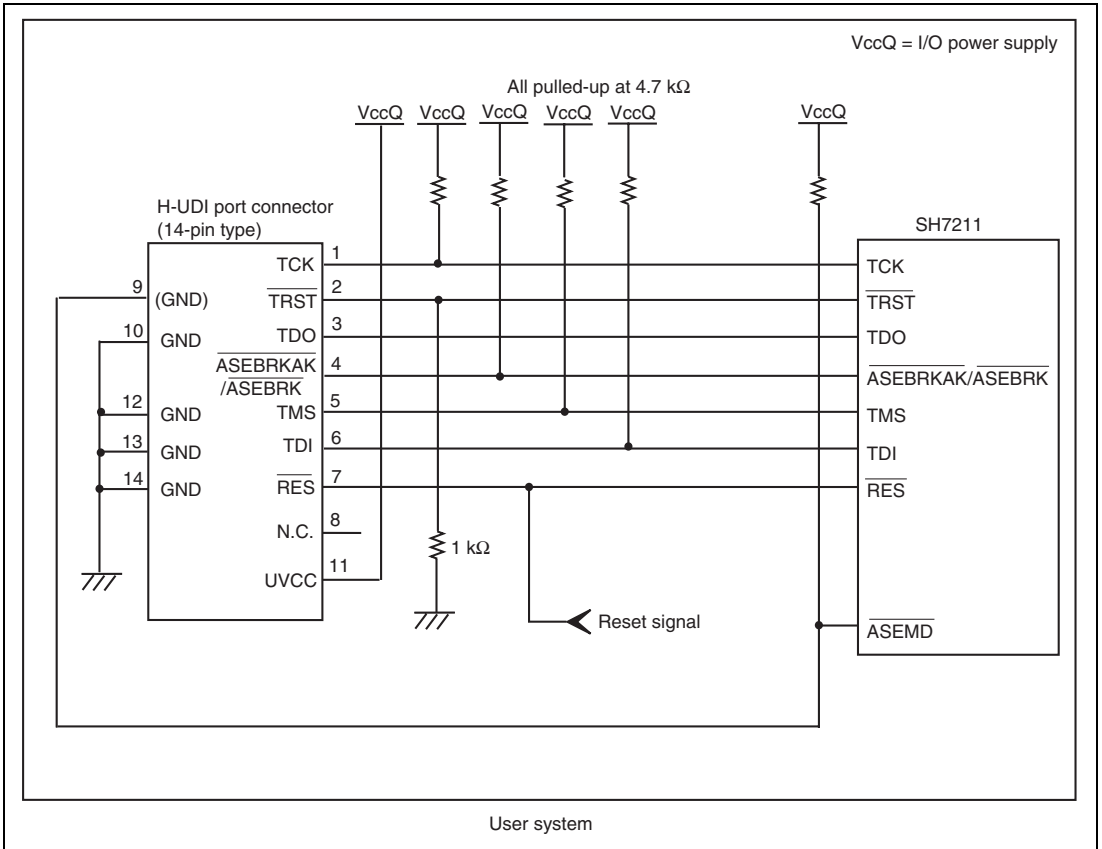 VccQ = I/O power supply
All pulled-up at 4.7 kΩ
VccQ VccQ VccQ VccQ VccQ VccQ
H-UDI port connector
(14-pin type)
SH7211
TCK 1 TCK
9 (GND) TRST 2 TRST
10 GND TDO 3 TDO
ASEBRKAK 4 ASEBRKAK/ASEBRK
/ASEBRK
12 GND TMS 5 TMS
13 GND TDI 6 TDI
14 GND RES 7 RES
N.C. 8
1 kΩ
UVCC 11
Reset signal
ASEMD
User system